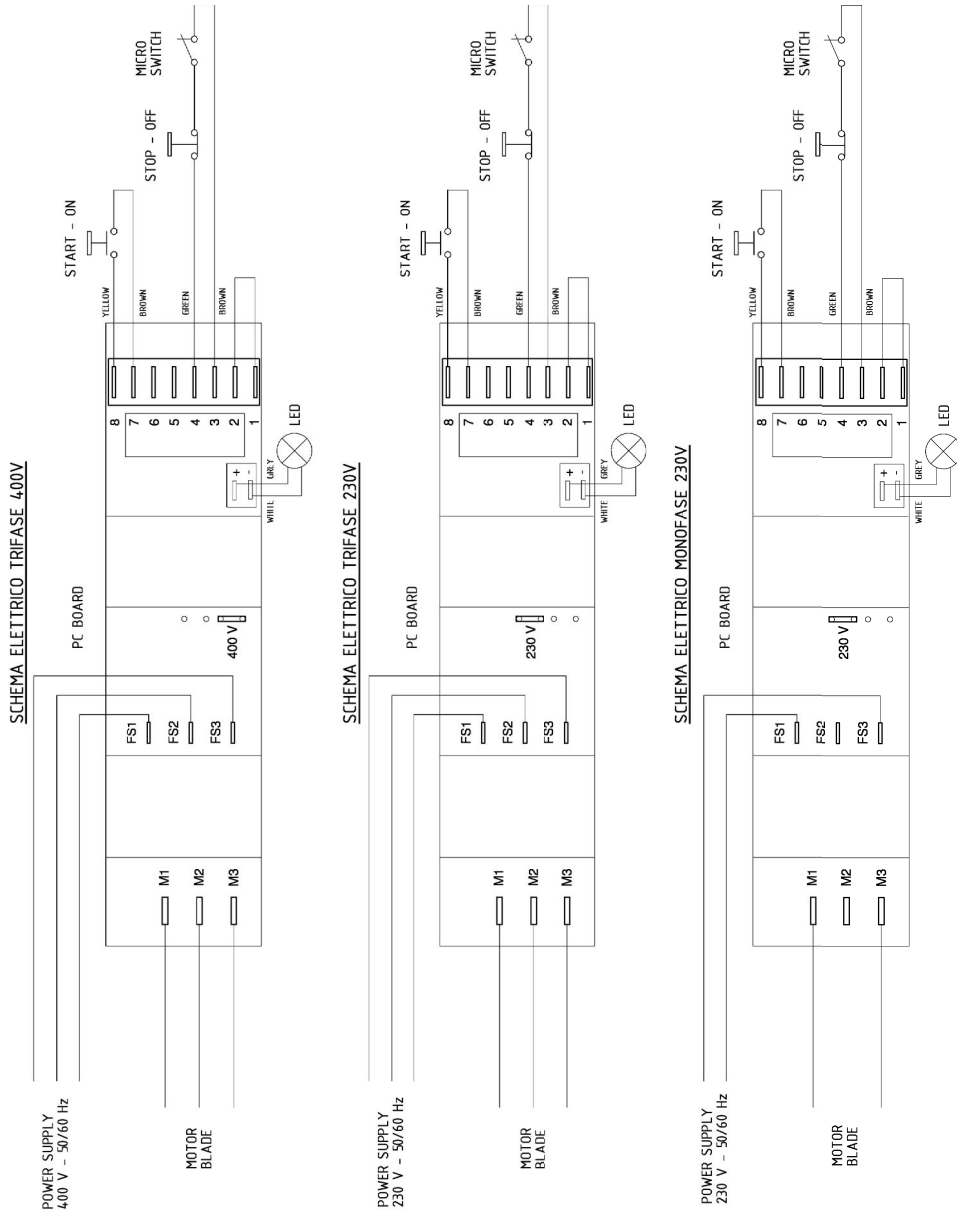 SCHEMA ELETTRICO TRIFASE 400V
POWER SUPPLY
400 V - 50/60 Hz
MOTOR
BLADE
M1
M2
M3
FS1
FS2
FS3
PC BOARD
400 V
WHITE
GRLY
+
-
LED
8
7
6
5
4
3
2
1
YELLOW
BROWN
GREEN
BROWN
START - ON
STOP - OFF
MICRO
SWITCH
SCHEMA ELETTRICO TRIFASE 230V
POWER SUPPLY
230 V - 50/60 Hz
MOTOR
BLADE
M1
M2
M3
FS1
FS2
FS3
PC BOARD
230 V
WHITE
GREY
+
-
LED
8
7
6
5
4
3
2
1
YELLOW
BROWN
GREEN
BROWN
START - ON
STOP - OFF
MICRO
SWITCH
SCHEMA ELETTRICO MONOFASE 230V
POWER SUPPLY
230 V - 50/60 Hz
MOTOR
BLADE
M1
M2
M3
FS1
FS2
FS3
PC BOARD
230 V
WHITE
GREY
+
-
LED
8
7
6
5
4
3
2
1
YELLOW
BROWN
GREEN
BROWN
START - ON
STOP - OFF
MICRO
SWITCH